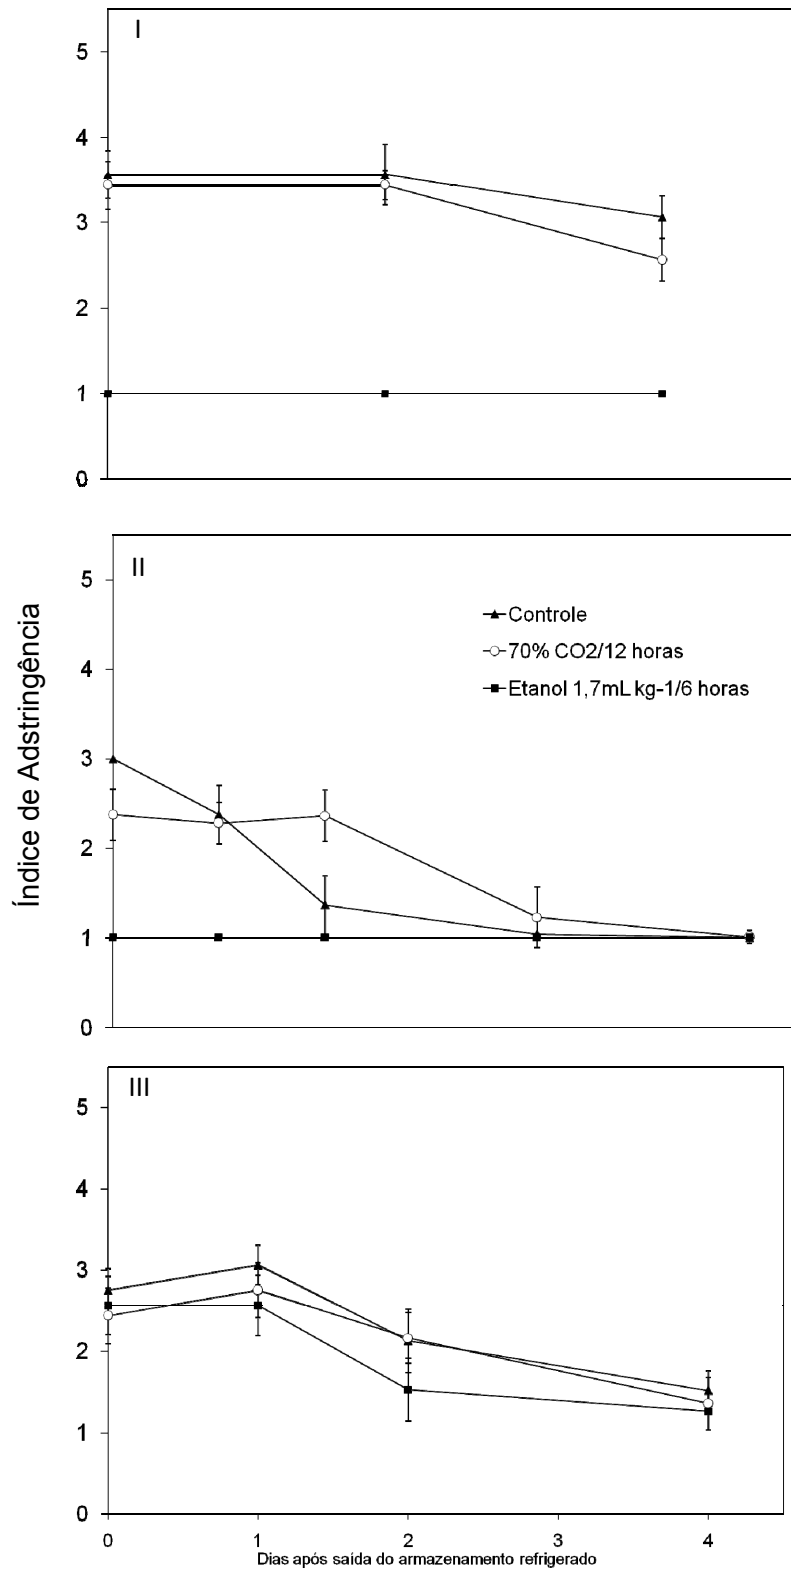 I
5
4
3
2
1
0
II
5
4
3
2
1
0
Controle
70% CO2/12 horas
Etanol 1,7mL kg-1/6 horas
Índice de Adstringência
III
5
4
3
2
1
0
0 1 2 3 4
Dias após saída do armazenamento refrigerado